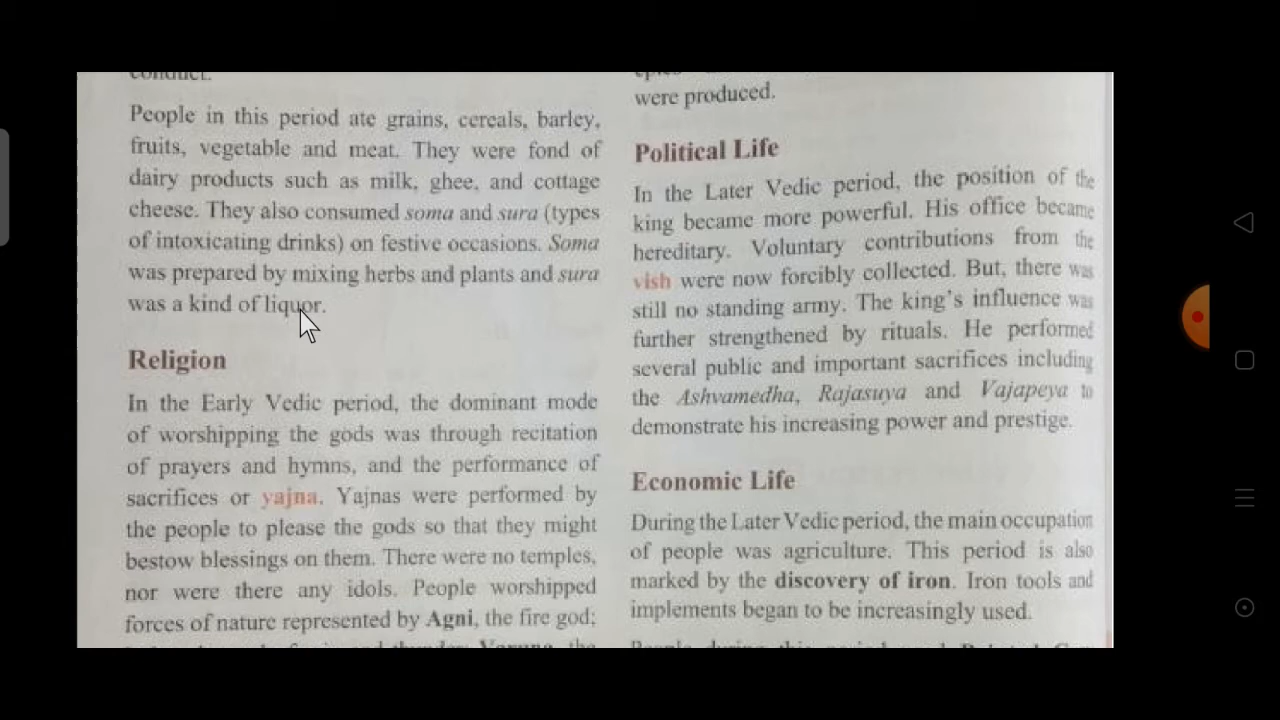 conduct.
People in this period ate grains, cereals, barley,
fruits, vegetable and meat. They were fond of
dairy products such as milk, ghee, and cottage
cheese. They also consumed soma and sura (types
of intoxicating drinks) on festive occasions. Soma
was prepared by mixing herbs and plants and sura
was a kind of liquor.
Religion
In the Early Vedic period, the dominant mode
of worshipping the gods was through recitation
of prayers and hymns, and the performance of
sacrifices or yajna. Yajnas were performed by
the people to please the gods so that they might
bestow blessings on them. There were no temples,
nor were there any idols. People worshipped
forces of nature represented by Agni, the fire god;
thunder, Varuna, the
were produced.
Political Life
In the Later Vedic period, the position of the
king became more powerful. His office became
hereditary. Voluntary contributions from the
vish were now forcibly collected. But, there was
still no standing army. The king's influence was
further strengthened by rituals. He performed
several public and important sacrifices including
the Ashvamedha, Rajasuya and Vajapeya to
demonstrate his increasing power and prestige.
Economic Life
During the Later Vedic period, the main occupation
of people was agriculture. This period is also
marked by the discovery of iron. Iron tools and
implements began to be increasingly used.
People during this period used Painted